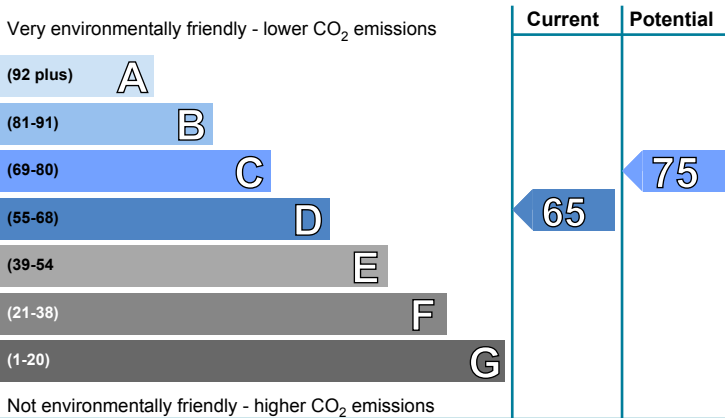 Very environmentally friendly - lower CO2 emissions
Current
Potential
(92 plus) A
(81-91) B
(69-80) C
75
(55-68) D
65
(39-54 E
(21-38) F
(1-20) G
Not environmentally friendly - higher CO2 emissions